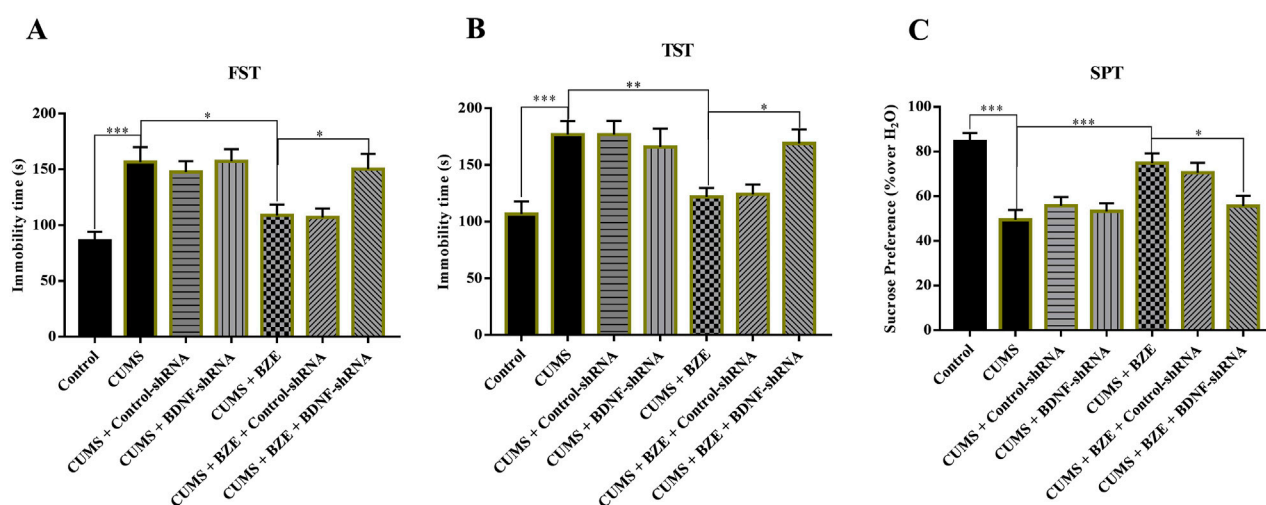 A
FST
Immobility time (s)
200
150
100
50
0
***
*
*
Control
CUMS
CUMS + Control-shRNA
CUMS + BDNF-shRNA
CUMS + BZE
CUMS + BZE + Control-shRNA
CUMS + BZE + BDNF-shRNA
B
TST
Immobility time (s)
200
150
100
50
0
***
**
*
Control
CUMS
CUMS + Control-shRNA
CUMS + BDNF-shRNA
CUMS + BZE
CUMS + BZE + Control-shRNA
CUMS + BZE + BDNF-shRNA
C
SPT
Sucrose Preference (%over H2O)
100
80
60
40
20
0
***
***
*
Control
CUMS
CUMS + Control-shRNA
CUMS + BDNF-shRNA
CUMS + BZE
CUMS + BZE + Control-shRNA
CUMS + BZE + BDNF-shRNA